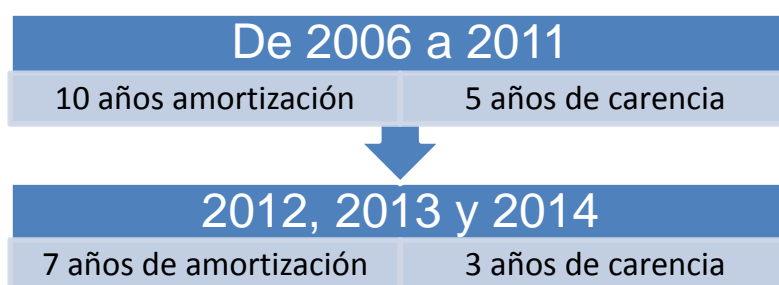 De 2006 a 2011
10 años amortización
5 años de carencia
2012, 2013 y 2014
7 años de amortización
3 años de carencia